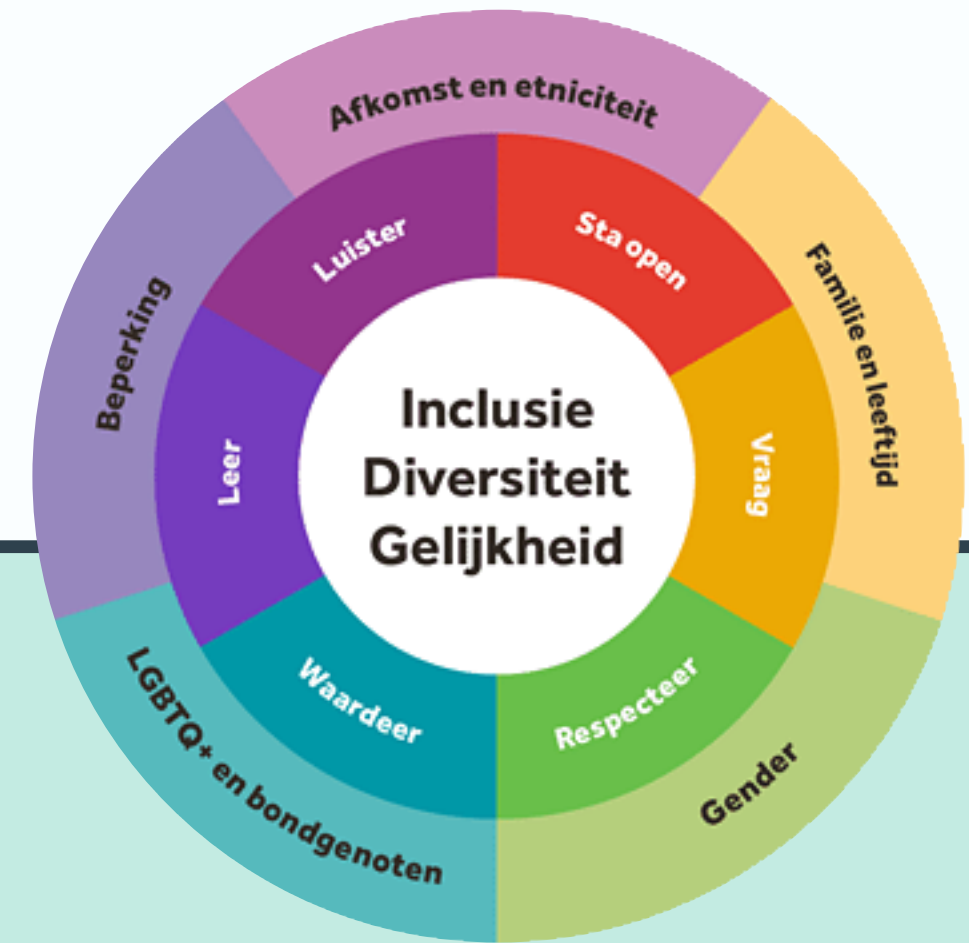 Afkomst en etniciteit
Familie en leeftijd
Gender
LGBTQ+ en bondgenoten
Beperking
Luister
Sta open
Vraag
Respecteer
Waardeer
Leer
Inclusie
Diversiteit
Gelijkheid